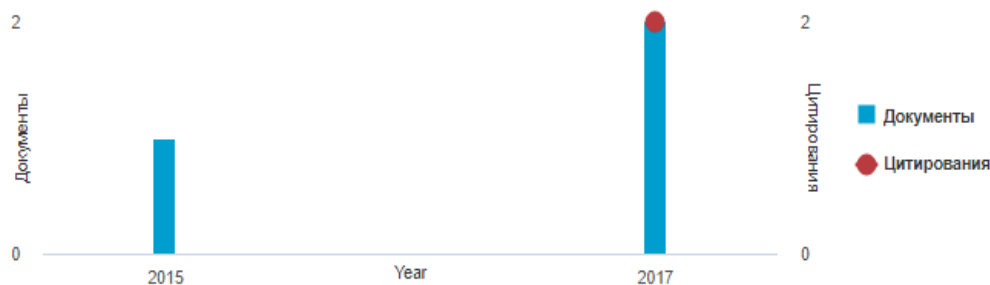 2
2
Документы
Цитирования
Документы
Цитирования
0
0
2015
Year
2017